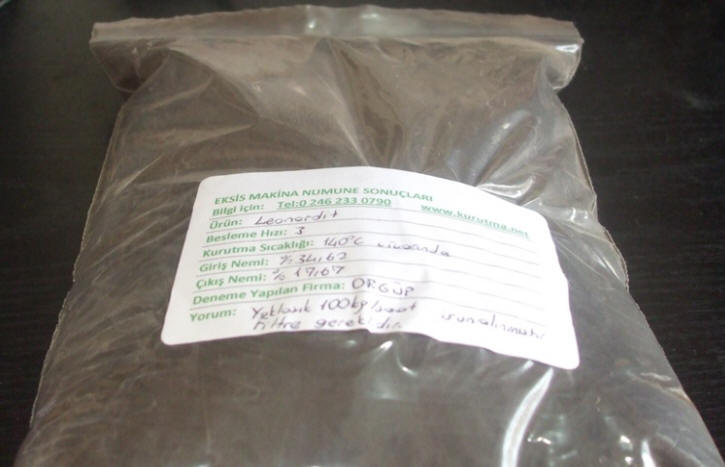 EKSİS MAKİNA NUMUNE SONUÇLARI
Bilgi için: Tel:0 246 233 0790 www.kurutma.net
Ürün: Leonardit
Besleme Hızı: 3
Kurutma Sıcaklığı: 140°C civarında
Giriş Nemi: % 34,62
Çıkış Nemi: % 17,67
Deneme Yapılan Firma: ORGÜP
Yorum: Yaklaşık 100kg/saat
filtre gereklidir.